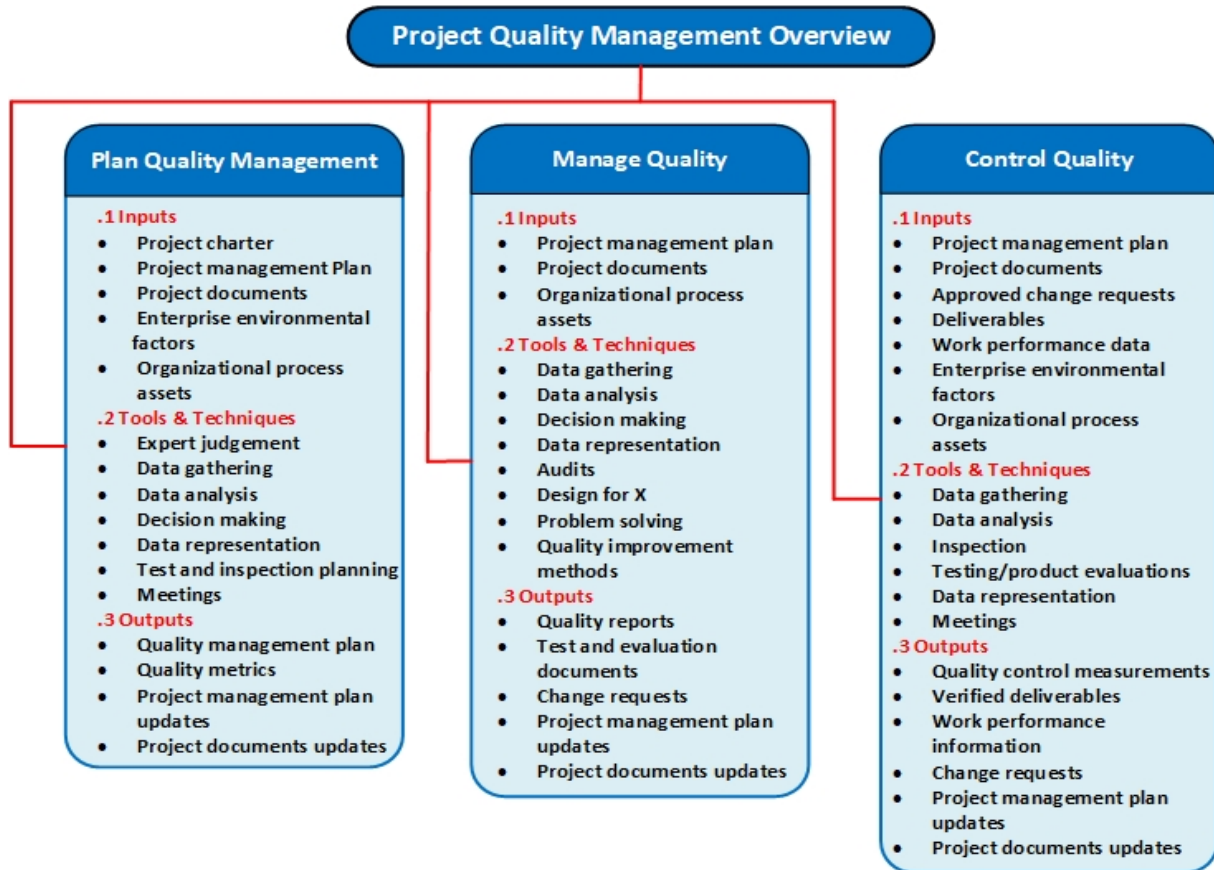 Project Quality Management Overview
Plan Quality Management
.1 Inputs
• Project charter
• Project management Plan
• Project documents
• Enterprise environmental
factors
• Organizational process
assets
.2 Tools & Techniques
• Expert judgement
• Data gathering
• Data analysis
• Decision making
• Data representation
• Test and inspection planning
• Meetings
.3 Outputs
• Quality management plan
• Quality metrics
• Project management plan
updates
• Project documents updates
Manage Quality
.1 Inputs
• Project management plan
• Project documents
• Organizational process
assets
.2 Tools & Techniques
• Data gathering
• Data analysis
• Decision making
• Data representation
• Audits
• Design for X
• Problem solving
• Quality improvement
methods
.3 Outputs
• Quality reports
• Test and evaluation
documents
• Change requests
• Project management plan
updates
• Project documents updates
Control Quality
.1 Inputs
• Project management plan
• Project documents
• Approved change requests
• Deliverables
• Work performance data
• Enterprise environmental
factors
• Organizational process
assets
.2 Tools & Techniques
• Data gathering
• Data analysis
• Inspection
• Testing/product evaluations
• Data representation
• Meetings
.3 Outputs
• Quality control measurements
• Verified deliverables
• Work performance
information
• Change requests
• Project management plan
updates
• Project documents updates